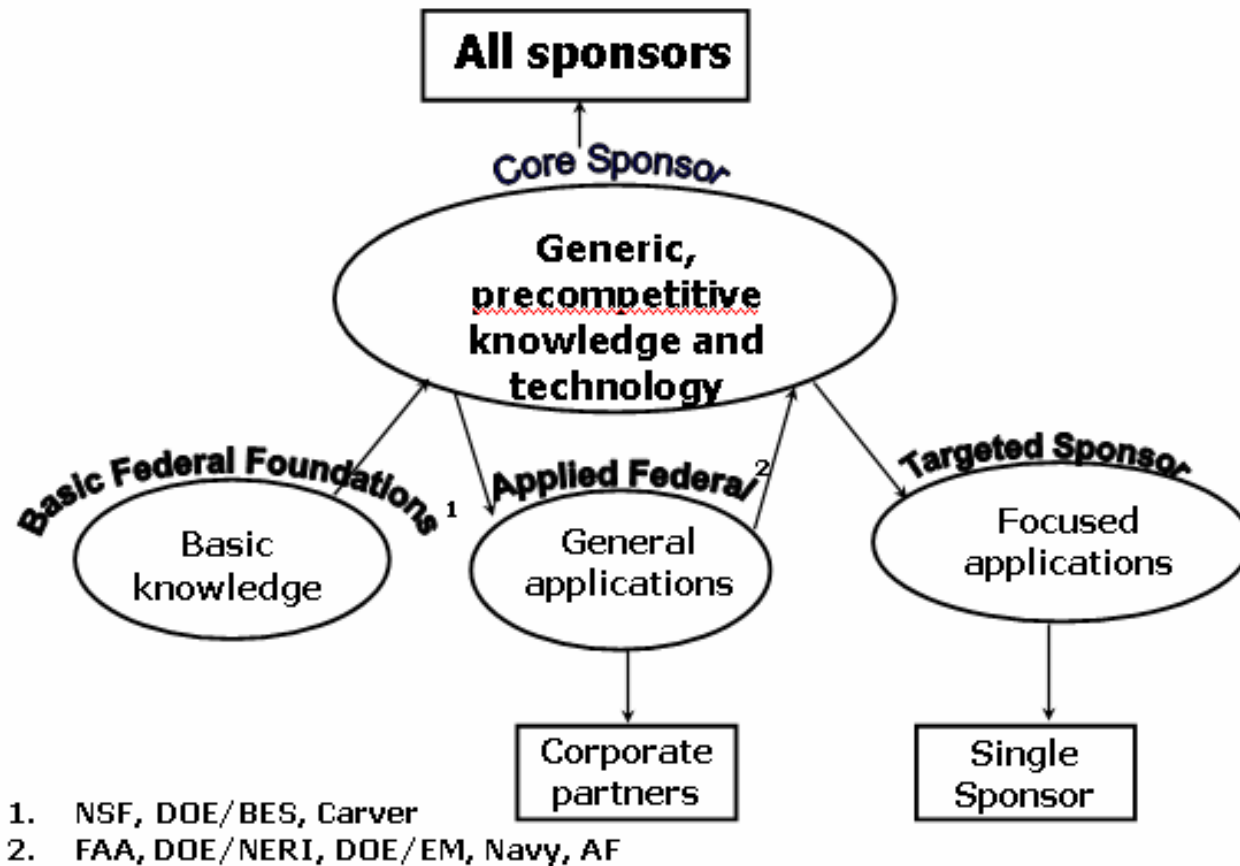 All sponsors
Core Sponsor
Generic,
precompetitive
knowledge and
technology
Basic Federal Foundations 1
Basic
knowledge
Applied Federal 2
General
applications
Targeted Sponsor
Focused
applications
Corporate
partners
Single
Sponsor
1. NSF, DOE/BES, Carver
2. FAA, DOE/NERI, DOE/EM, Navy, AF